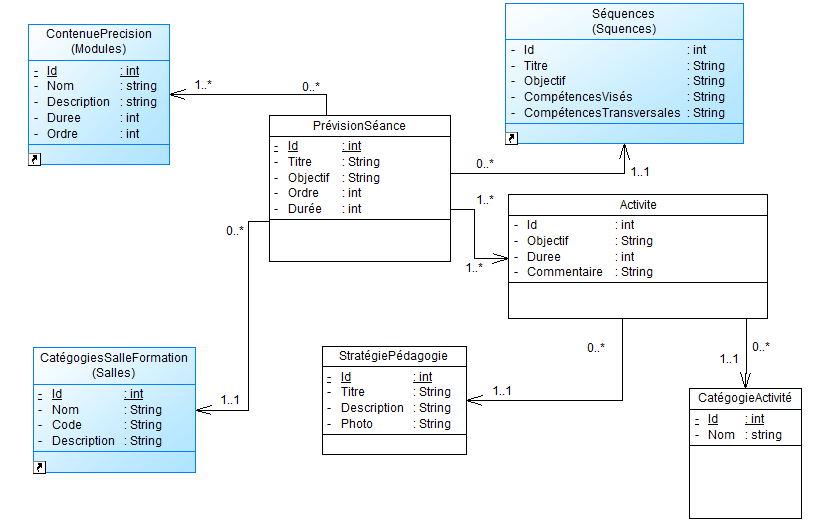 ContenuePrecision
(Modules)
- Id : int
- Nom : string
- Description : string
- Duree : int
- Ordre : int
1..*
0..*
Séquences
(Squences)
- Id : int
- Titre : String
- Objectif : String
- CompétencesVisés : String
- CompétencesTransversales : String
PrévisionSéance
- Id : int
- Titre : String
- Objectif : String
- Ordre : int
- Durée : int
0..*
1..1
1..*
1..*
0..*
1..1
Activite
- Id : int
- Objectif : String
- Duree : int
- Commentaire : String
0..*
1..1
0..*
1..1
CatégogiesSalleFormation
(Salles)
- Id : int
- Nom : String
- Code : String
- Description : String
StratégiePédagogie
- Id : int
- Titre : String
- Description : String
- Photo : String
CatégogieActivité
- Id : int
- Nom : string